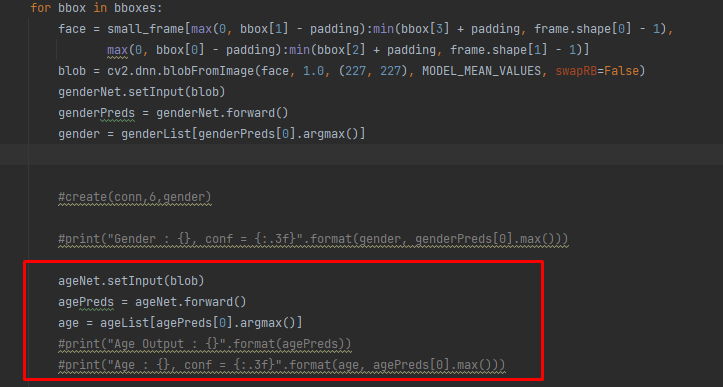 for bbox in bboxes:
face = small_frame[max(0, bbox[1] - padding):min(bbox[3] + padding, frame.shape[0] - 1),
max(0, bbox[0] - padding):min(bbox[2] + padding, frame.shape[1] - 1)]
blob = cv2.dnn.blobFromImage(face, 1.0, (227, 227), MODEL_MEAN_VALUES, swapRB=False)
genderNet.setInput(blob)
genderPreds = genderNet.forward()
gender = genderList[genderPreds[0].argmax()]
#create(conn,6,gender)
#print("Gender : {}, conf = {:.3f}".format(gender, genderPreds[0].max()))
ageNet.setInput(blob)
agePreds = ageNet.forward()
age = ageList[agePreds[0].argmax()]
#print("Age Output : {}".format(agePreds))
#print("Age : {}, conf = {:.3f}".format(age, agePreds[0].max()))